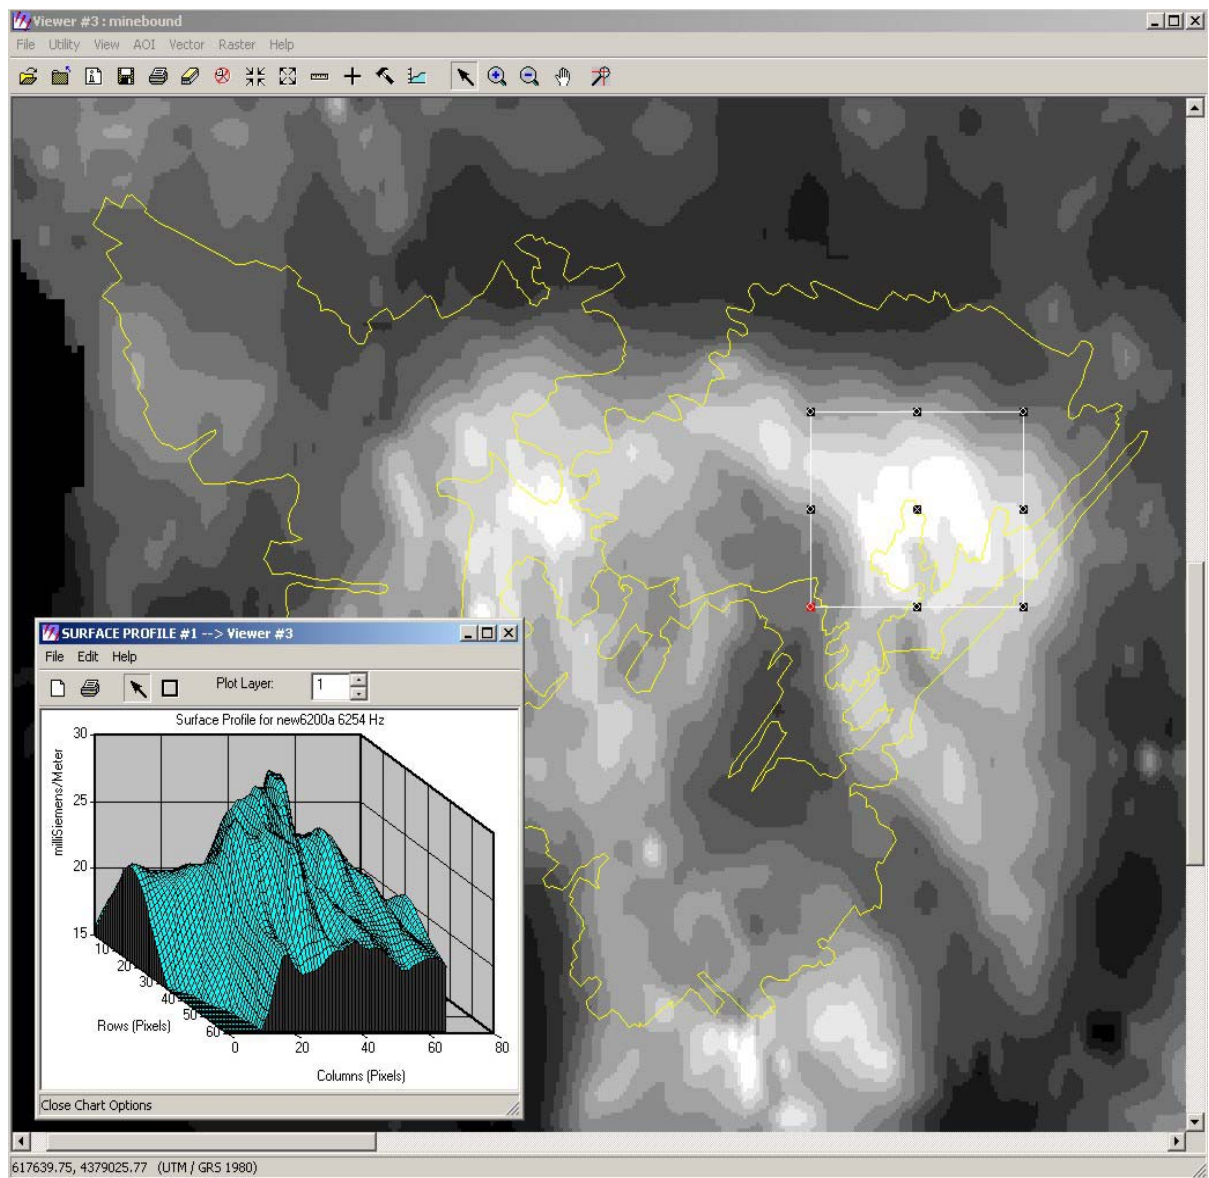 Viewer #3 : minebound
File Utility View AOI Vector Raster Help
SURFACE PROFILE #1 --> Viewer #3
File Edit Help
Plot Layer: 1
Surface Profile for new6200a 6254 Hz
milliSiemens/Meter
30
25
20
15
10
20
30
40
50
60
Rows (Pixels)
0 20 40 60 80
Columns (Pixels)
Close Chart Options
617639.75, 4379025.77 (UTM / GRS 1980)